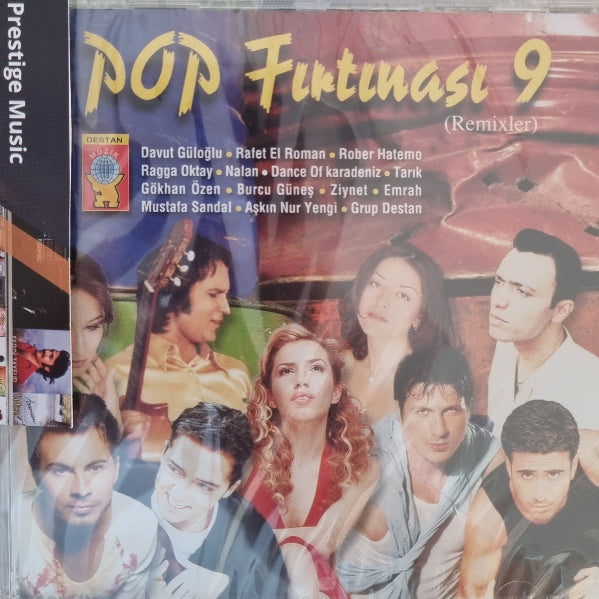 Prestige Music
POP Fırtınası 9
(Remixler)
DESTAN
MÜZİK
Davut Güloğlu • Rafet El Roman • Rober Hatemo
Ragga Oktay • Nalan • Dance Of karadeniz • Tarık
Gökhan Özen • Burcu Güneş • Ziynet • Emrah
Mustafa Sandal • Aşkın Nur Yengi • Grup Destan